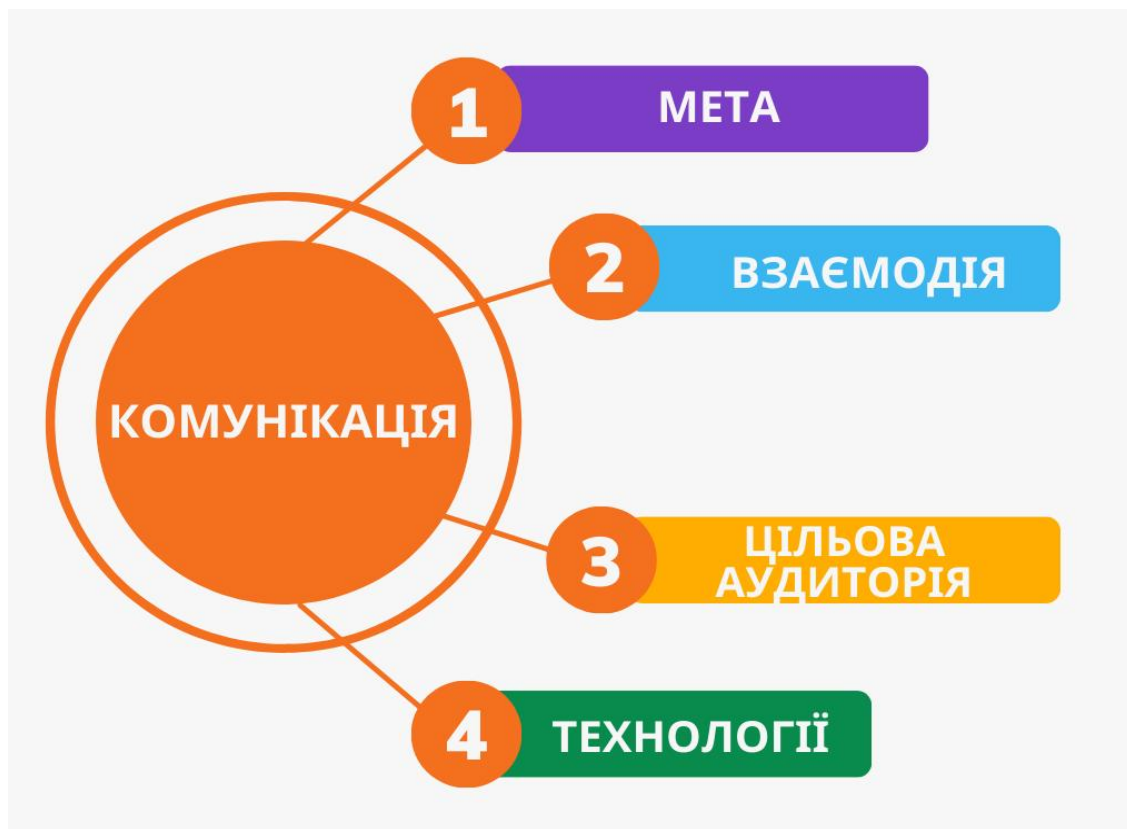 1
МЕТА
2
ВЗАЄМОДІЯ
КОМУНІКАЦІЯ
3
ЦІЛЬОВА
АУДИТОРІЯ
4
ТЕХНОЛОГІЇ